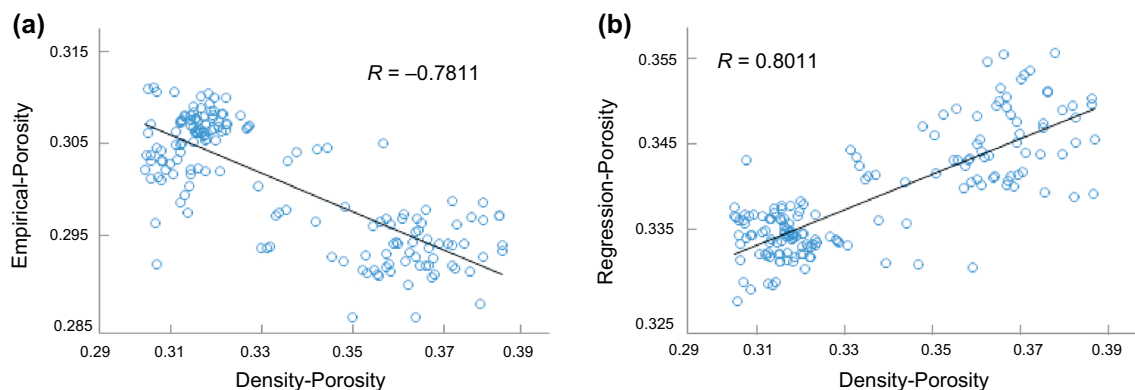 (a)
R = –0.7811
Empirical-Porosity
0.315
0.305
0.295
0.285
0.29 0.31 0.33 0.35 0.37 0.39
Density-Porosity
(b)
R = 0.8011
Regression-Porosity
0.355
0.345
0.335
0.325
0.29 0.31 0.33 0.35 0.37 0.39
Density-Porosity